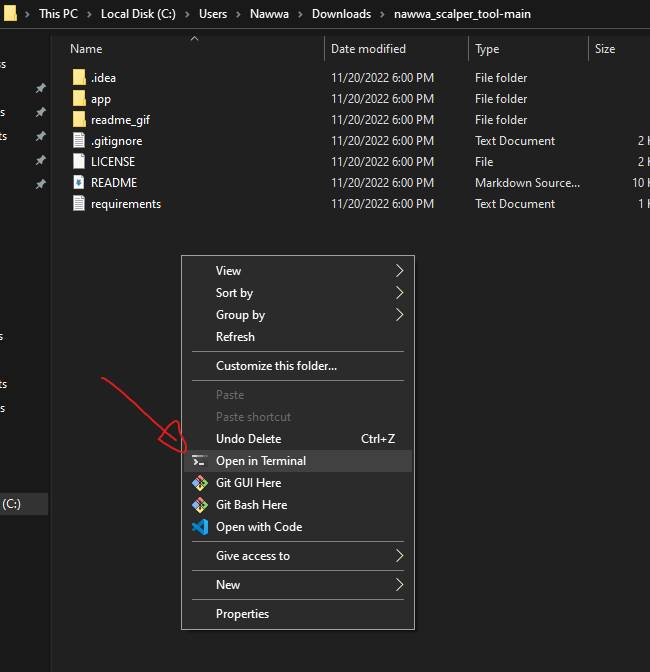 This PC > Local Disk (C:) > Users > Nawwa > Downloads > nawwa_scalper_tool-main
Name Date modified Type Size
.idea 11/20/2022 6:00 PM File folder
app 11/20/2022 6:00 PM File folder
readme_gif 11/20/2022 6:00 PM File folder
.gitignore 11/20/2022 6:00 PM Text Document 2
LICENSE 11/20/2022 6:00 PM File 2
README 11/20/2022 6:00 PM Markdown Source... 10
requirements 11/20/2022 6:00 PM Text Document 1
View
Sort by
Group by
Refresh
Customize this folder...
Paste
Paste shortcut
Undo Delete Ctrl+Z
Open in Terminal
Git GUI Here
Git Bash Here
Open with Code
Give access to
New
Properties
(C:)